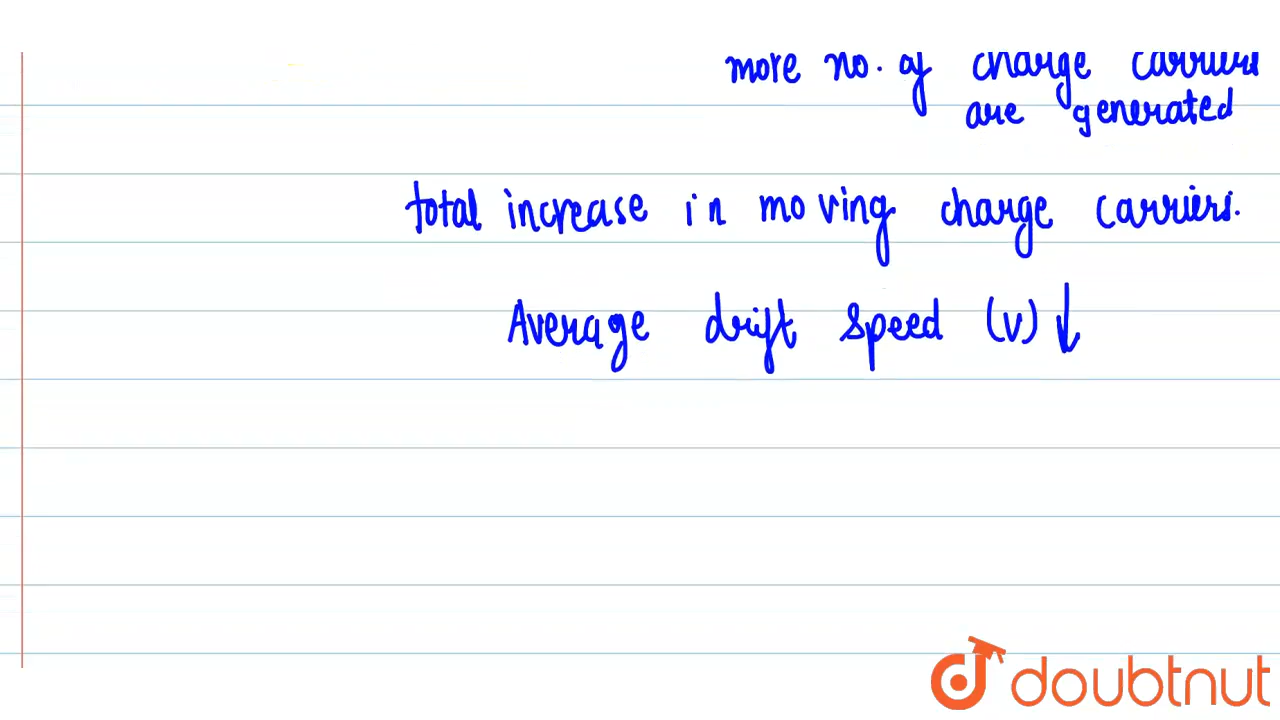 more no. of charge carriers
are generated
total increase in moving charge carriers.
Average drift speed (v) ↓
doubtnut